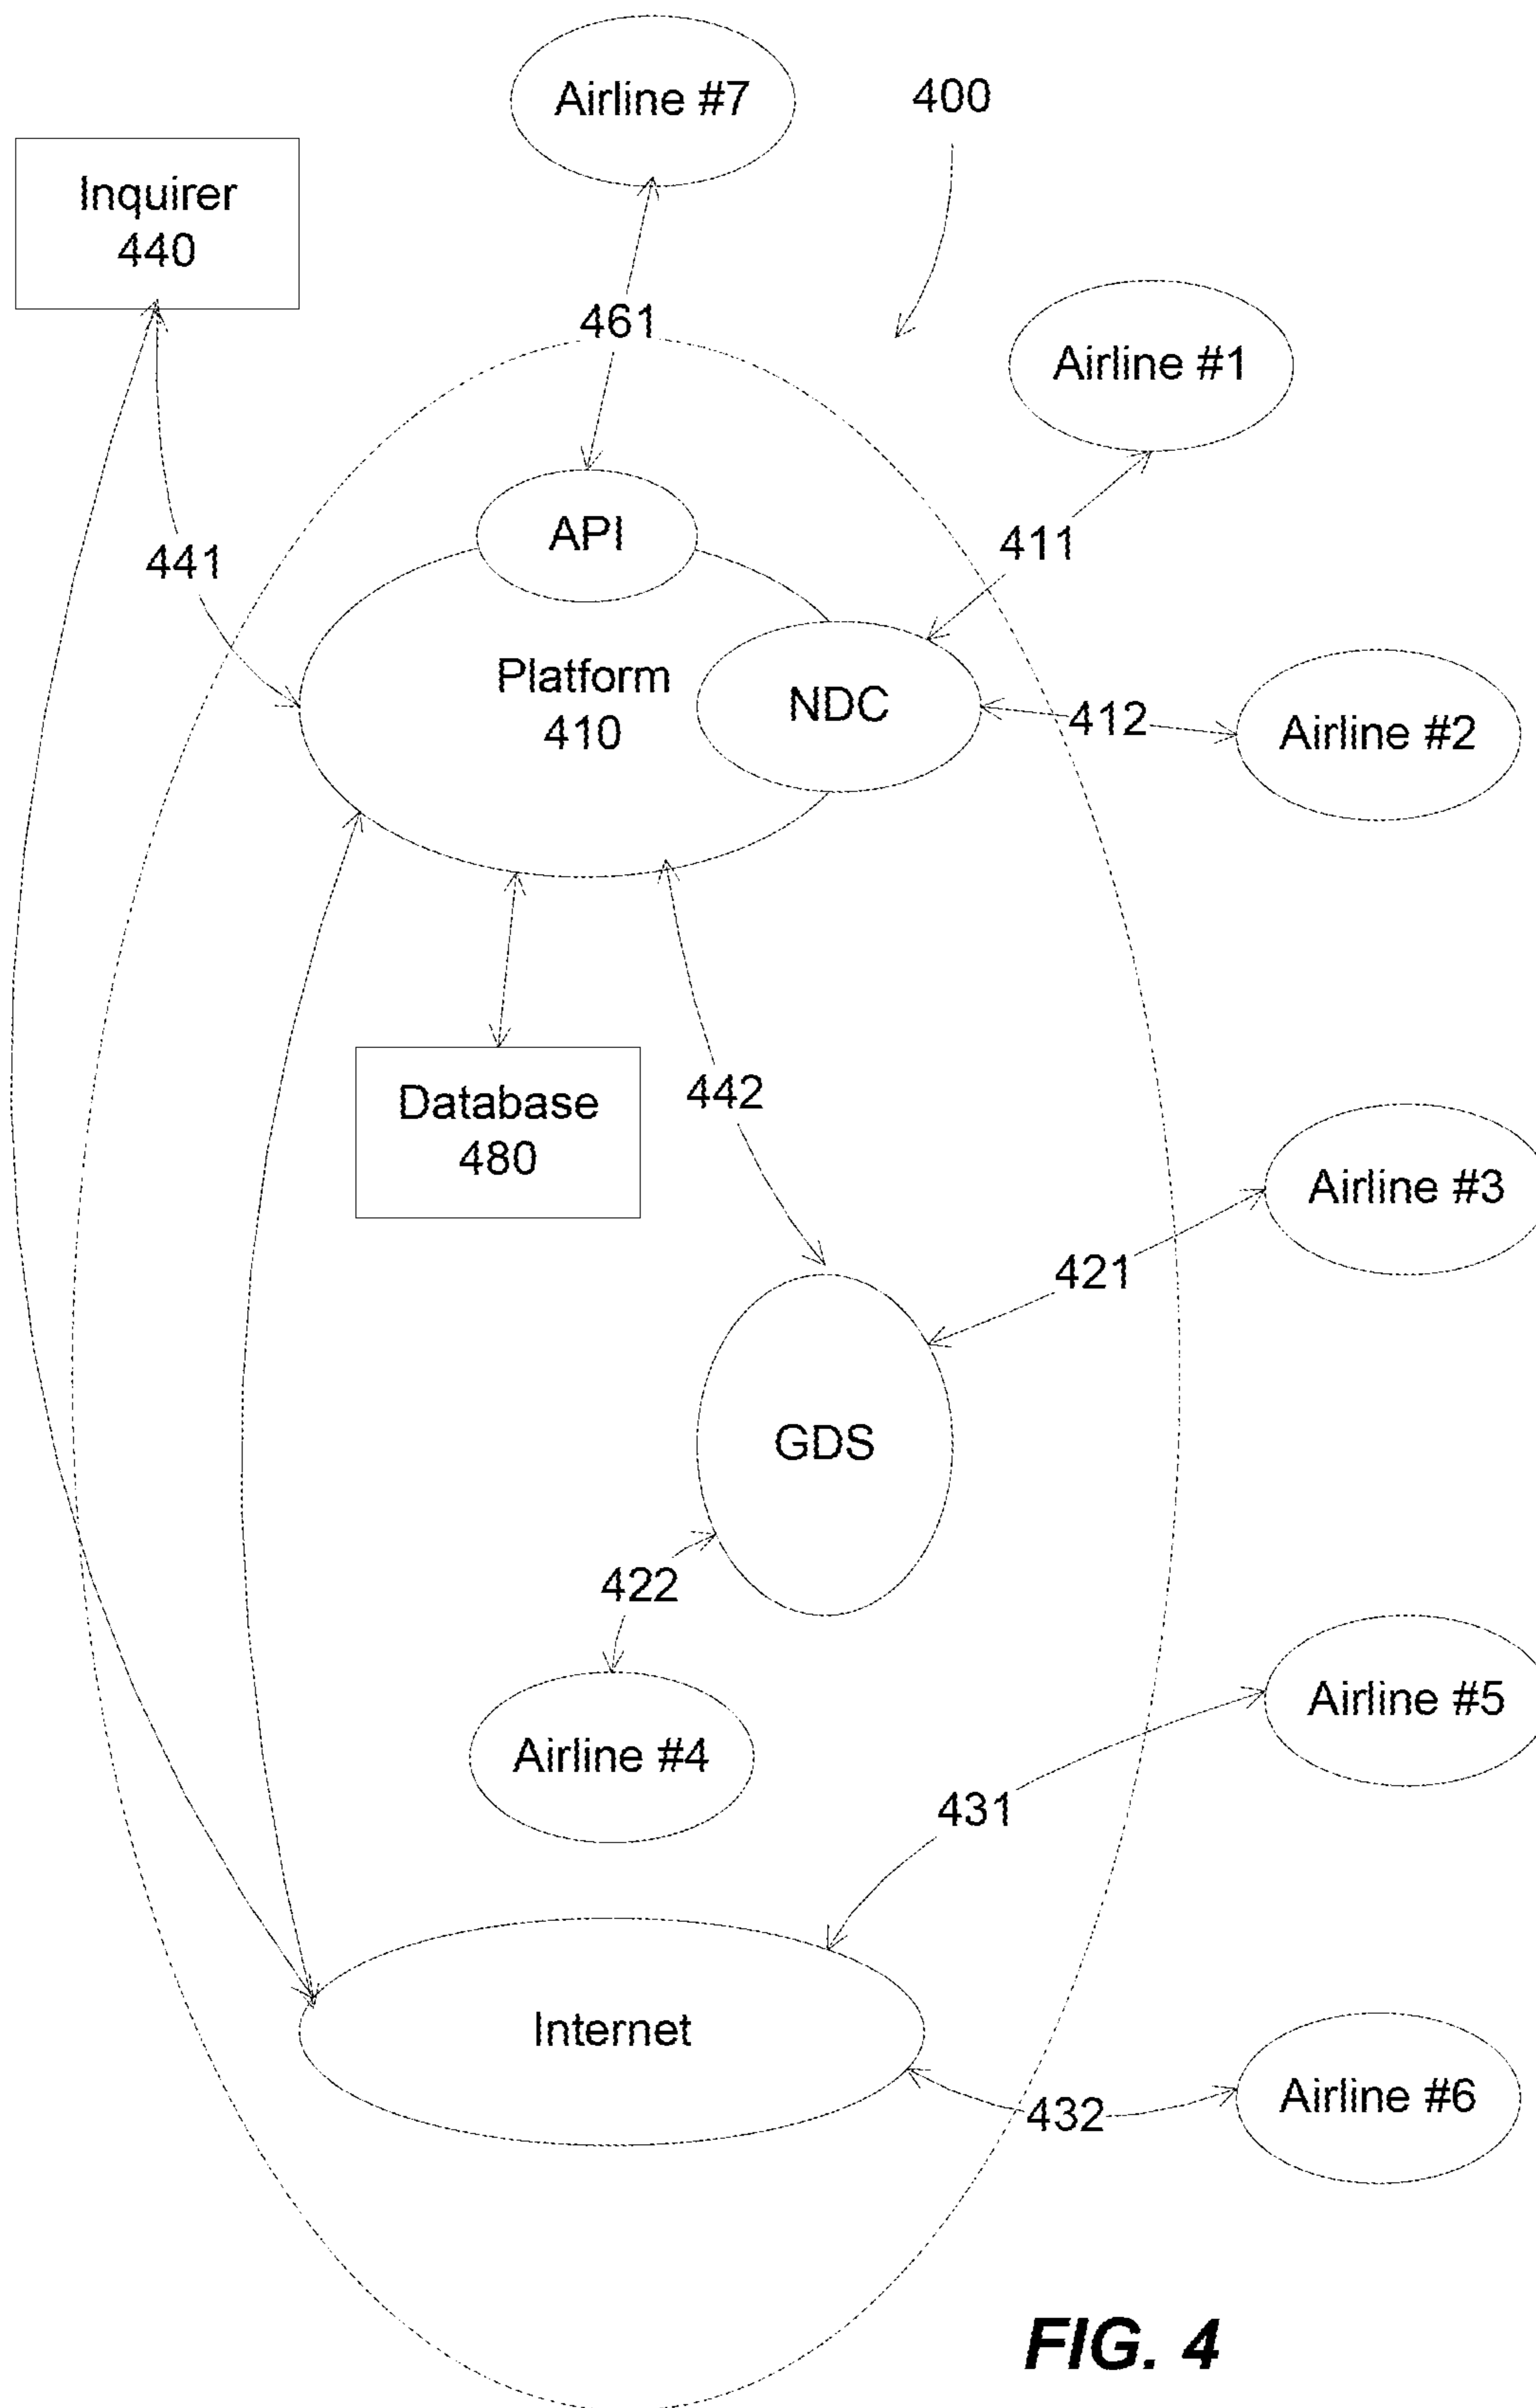 Airline #7
400
Inquirer
440
461
Airline #1
API
411
441
Platform
410
NDC
412
Airline #2
Database
480
442
Airline #3
421
GDS
422
Airline #5
Airline #4
431
Internet
Airline #6
432
FIG. 4